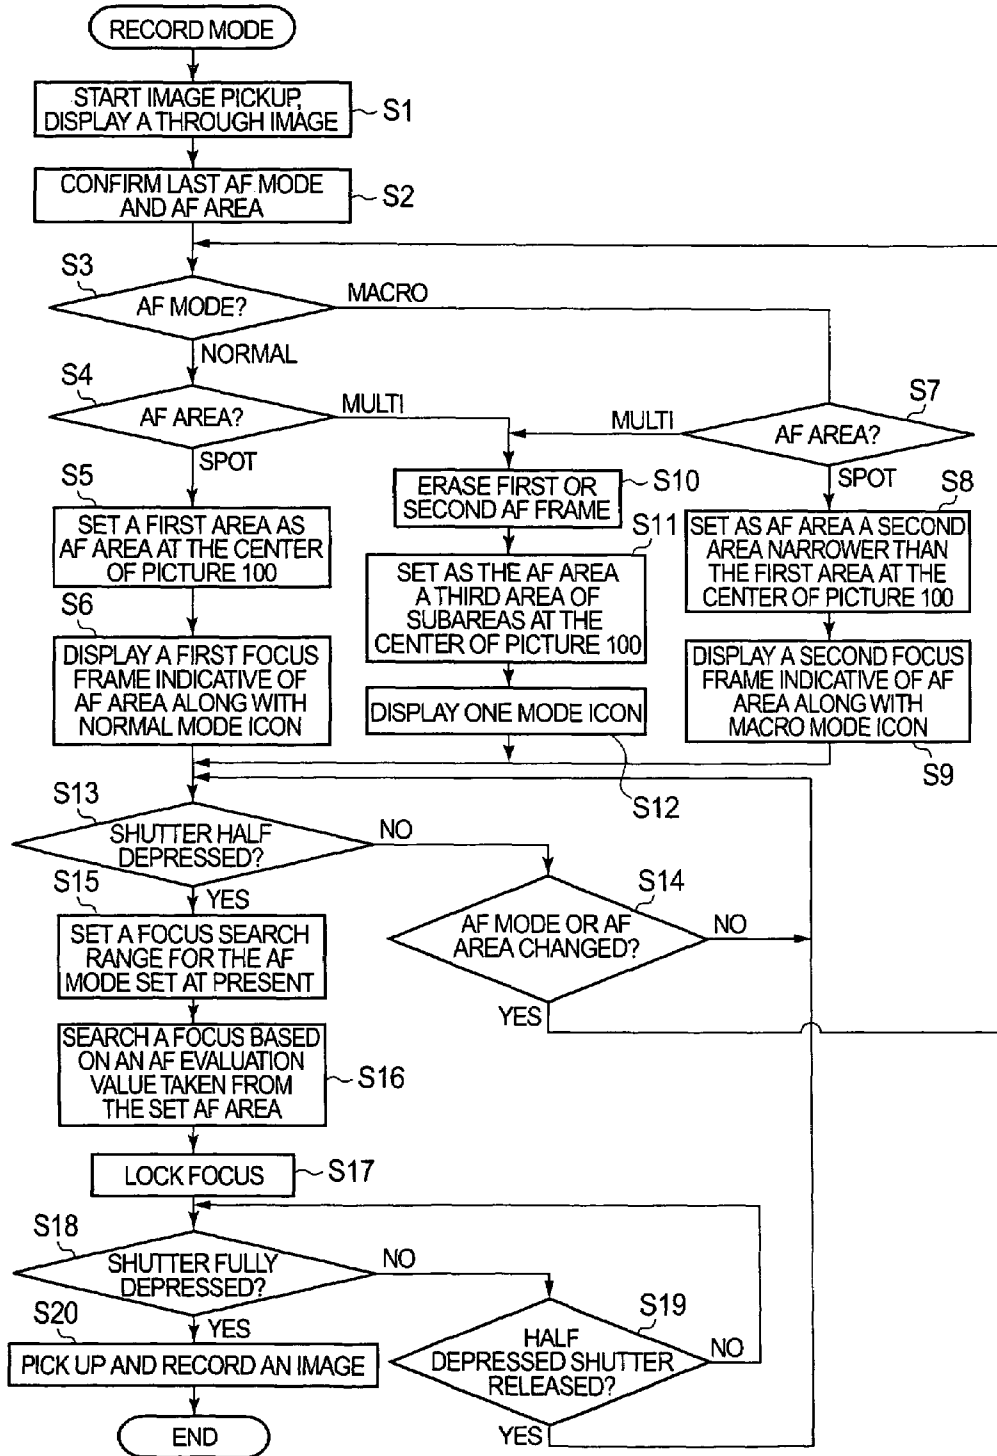 RECORD MODE
START IMAGE PICKUP,
DISPLAY A THROUGH IMAGE
S1
CONFIRM LAST AF MODE
AND AF AREA
S2
S3
AF MODE?
MACRO
NORMAL
S4
AF AREA?
MULTI
SPOT
S7
AF AREA?
MULTI
SPOT
S5
SET A FIRST AREA AS
AF AREA AT THE CENTER
OF PICTURE 100
S6
DISPLAY A FIRST FOCUS
FRAME INDICATIVE OF
AF AREA ALONG WITH
NORMAL MODE ICON
S10
ERASE FIRST OR
SECOND AF FRAME
S11
SET AS THE AF AREA
A THIRD AREA OF
SUBAREAS AT THE
CENTER OF PICTURE 100
DISPLAY ONE MODE ICON
S12
S8
SET AS AF AREA A SECOND
AREA NARROWER THAN
THE FIRST AREA AT THE
CENTER OF PICTURE 100
DISPLAY A SECOND FOCUS
FRAME INDICATIVE OF AF
AREA ALONG WITH
MACRO MODE ICON
S9
S13
SHUTTER HALF
DEPRESSED?
NO
YES
S14
AF MODE OR AF
AREA CHANGED?
NO
YES
S15
SET A FOCUS SEARCH
RANGE FOR THE AF
MODE SET AT PRESENT
SEARCH A FOCUS BASED
ON AN AF EVALUATION
VALUE TAKEN FROM
THE SET AF AREA
S16
LOCK FOCUS
S17
S18
SHUTTER FULLY
DEPRESSED?
NO
YES
S19
HALF
DEPRESSED SHUTTER
RELEASED?
NO
YES
S20
PICK UP AND RECORD AN IMAGE
END